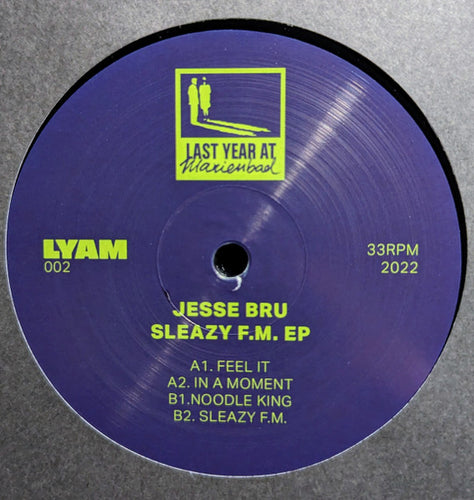 LAST YEAR AT
Marienbad
LYAM
002
33RPM
2022
JESSE BRU
SLEAZY F.M. EP
A1. FEEL IT
A2. IN A MOMENT
B1.NOODLE KING
B2. SLEAZY F.M.